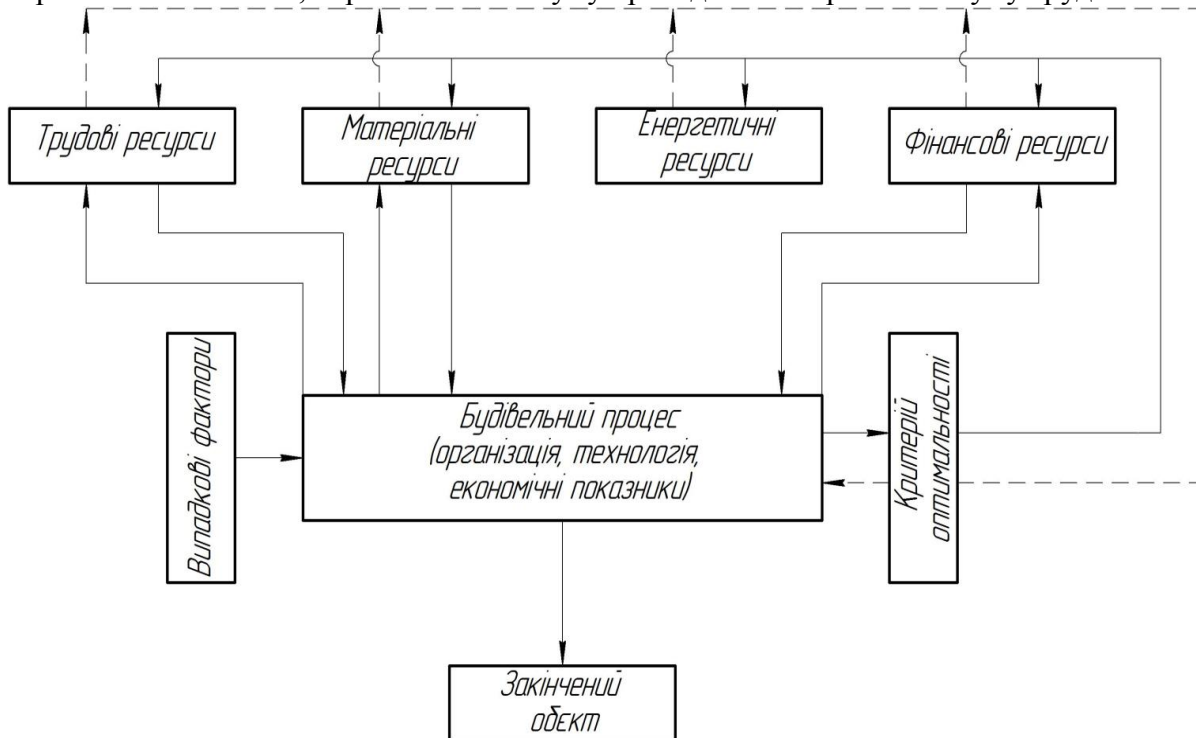 Трудові ресурси
Матеріальні
ресурси
Енергетичні
ресурси
Фінансові ресурси
Випадкові фактори
Будівельний процес
(організація, технологія,
економічні показники)
Критерій
оптимальності
Закінчений
обєкт